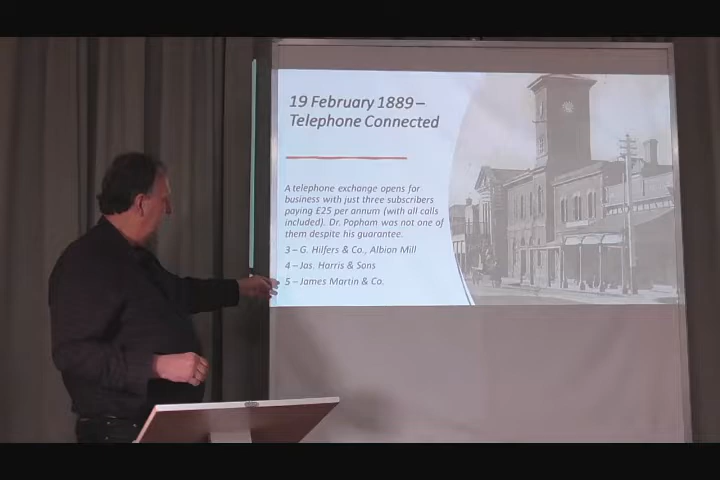 19 February 1889 –
Telephone Connected
A telephone exchange opens for
business with just three subscribers
paying £25 per annum (with all calls
included). Dr. Popham was not one of
them despite his guarantee.
3 – G. Hilfers & Co., Albion Mill
4 – Jas. Harris & Sons
5 – James Martin & Co.